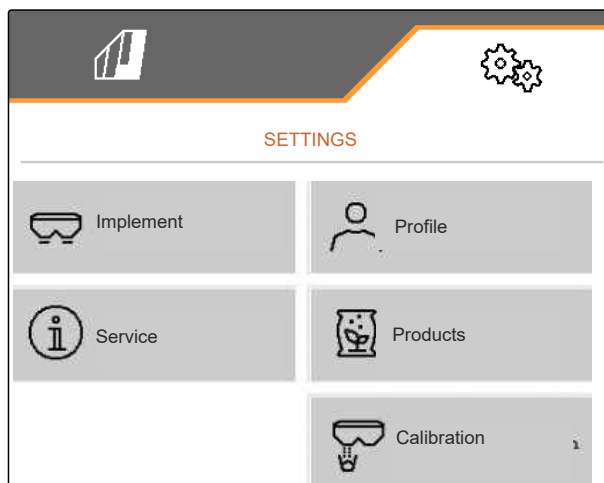 SETTINGS
Implement
Profile
Service
Products
Calibration